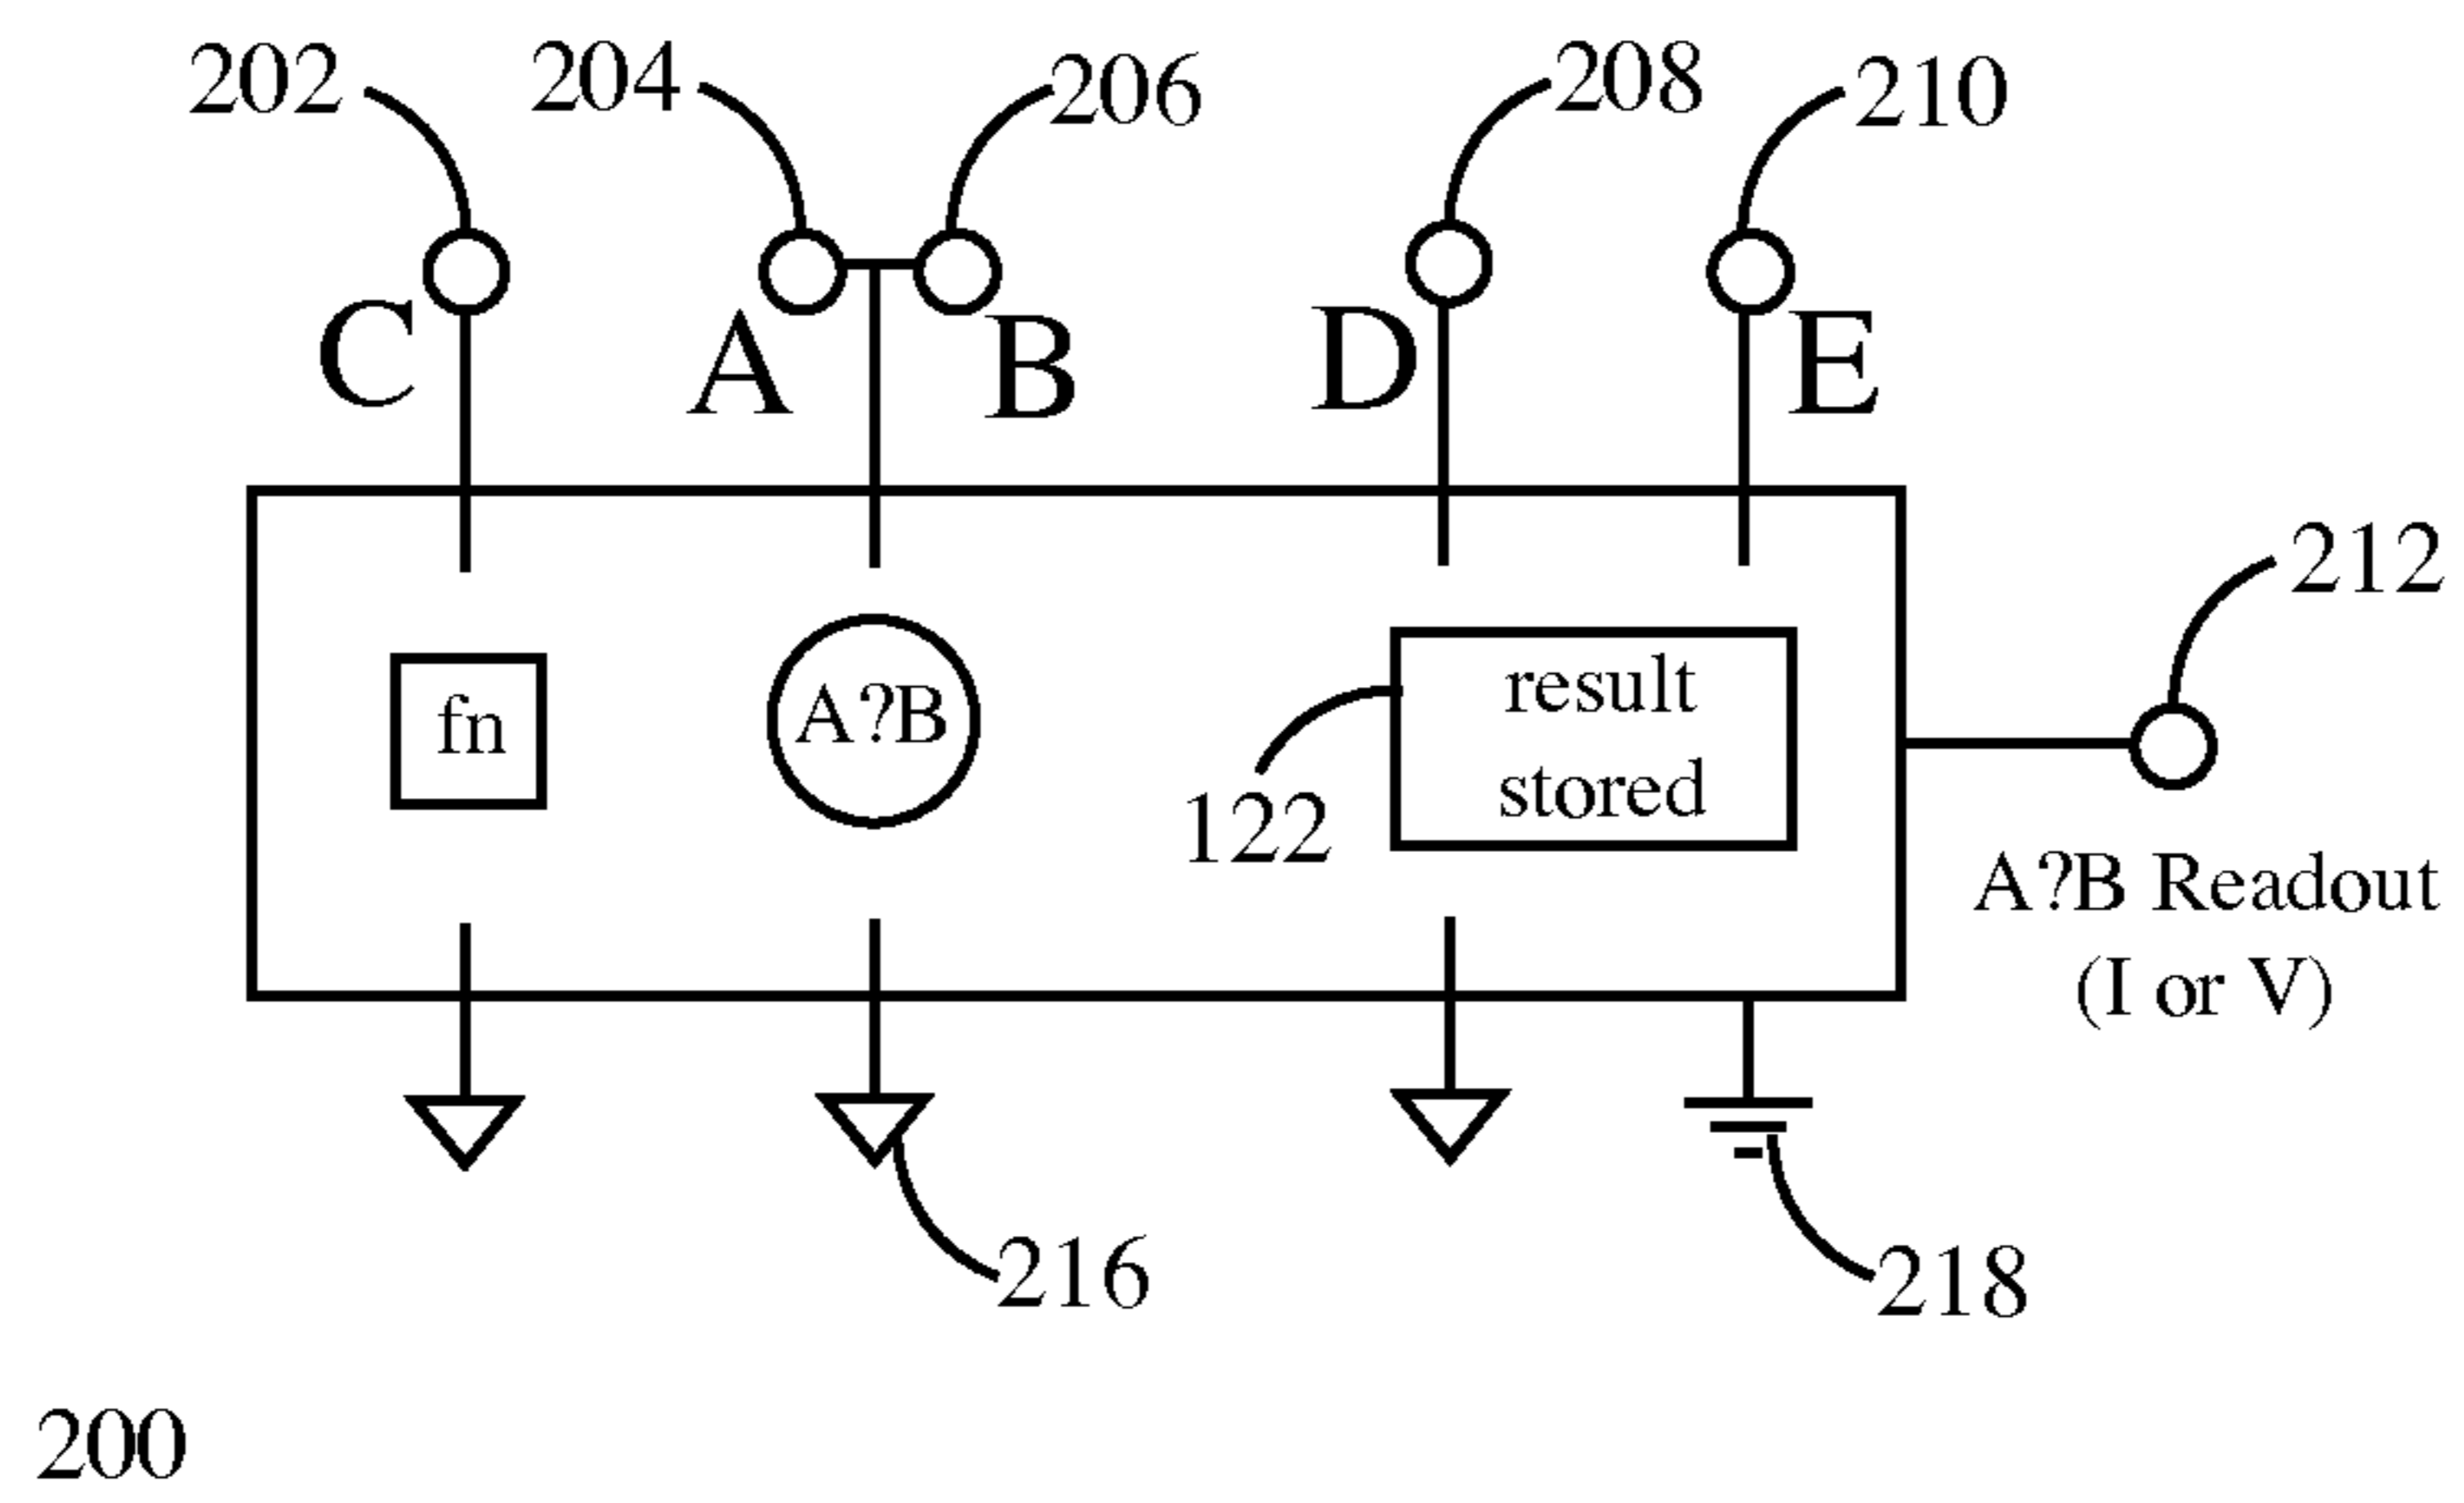 202
204
206
208
210
C
A
B
D
E
212
fn
A?B
result
stored
122
A?B Readout
(I or V)
216
218
200